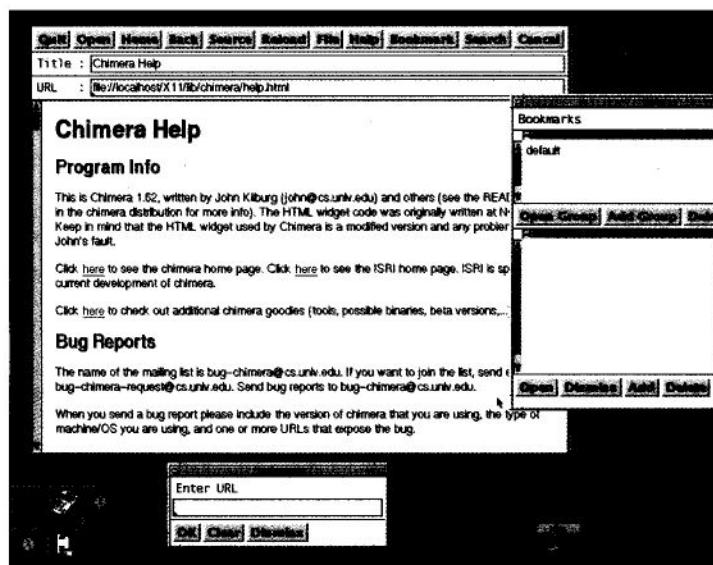 Quit Open Home Back Source Reload File Help Bookmark Search Cancel
Title : Chimera Help
URL : file://localhost/X11/lib/chimera/help.html
Chimera Help
Program Info
This is Chimera 1.62, written by John Kilburg (john@cs.unlv.edu) and others (see the READ
in the chimera distribution for more info). The HTML widget code was originally written at N
Keep in mind that the HTML widget used by Chimera is a modified version and any probler
John's fault.
Click here to see the chimera home page. Click here to see the ISRI home page. ISRI is sp
current development of chimera.
Click here to check out additional chimera goodies (tools, possible binaries, beta versions,...)
Bug Reports
The name of the mailing list is bug-chimera@cs.unlv.edu. If you want to join the list, send e
bug-chimera-request@cs.unlv.edu. Send bug reports to bug-chimera@cs.unlv.edu.
When you send a bug report please include the version of chimera that you are using, the type of
machine/OS you are using, and one or more URLs that expose the bug.
Bookmarks
default
Open Group Add Group Dele
Open Dismiss Add Delete
Enter URL
OK Clear Dismiss